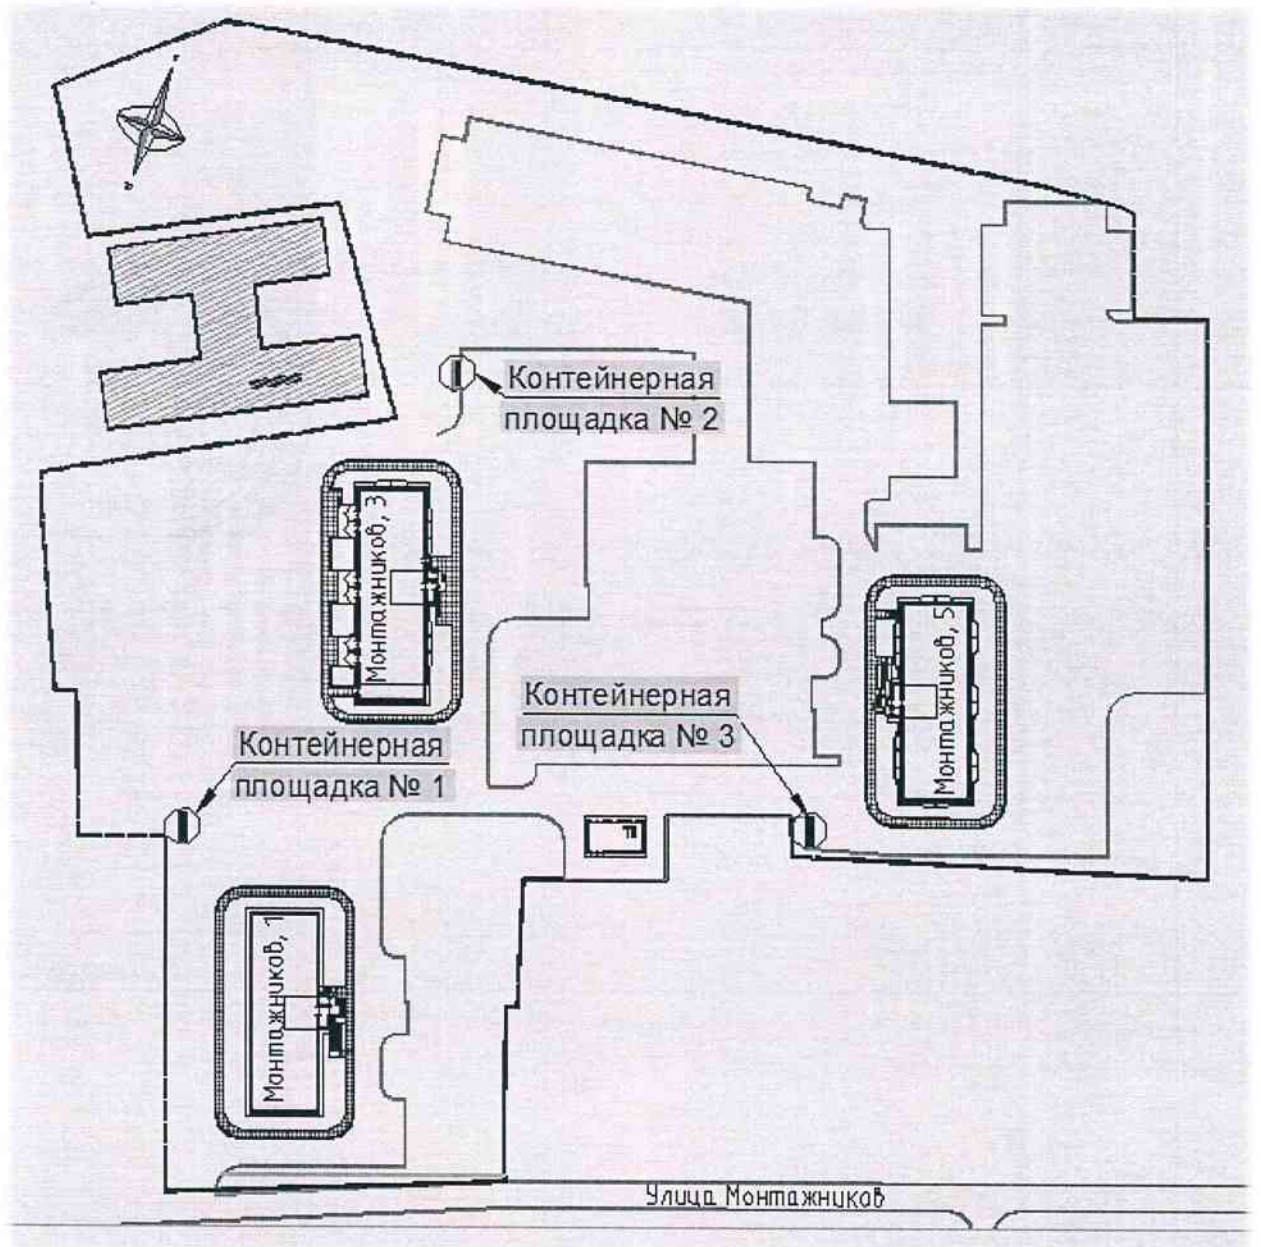 Контейнерная
площадка № 2
Монтажников, 3
Контейнерная
площадка № 3
Монтажников, 5
Контейнерная
площадка № 1
Монтажников, 1
Улица Монтажников